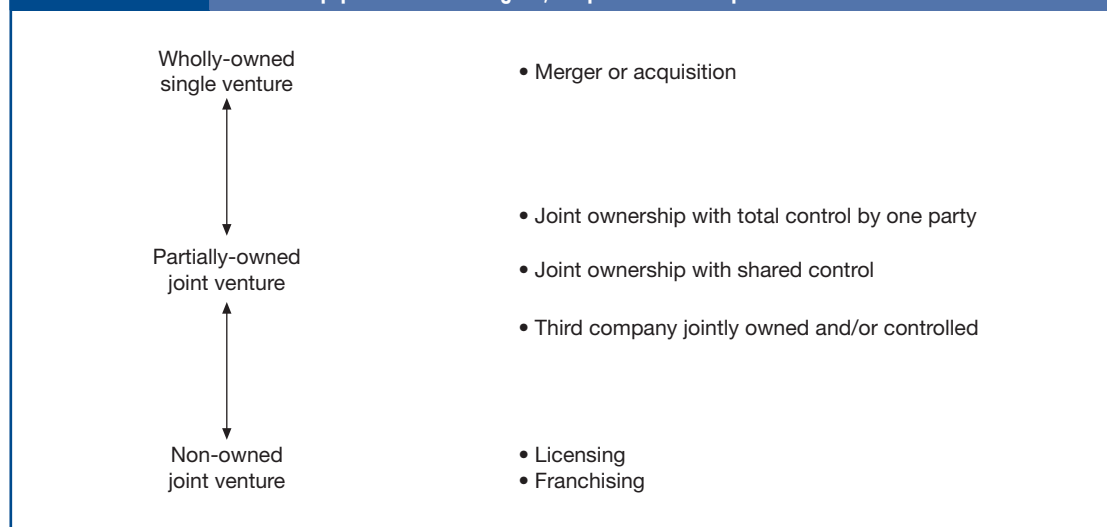 Wholly-owned
single venture
• Merger or acquisition
• Joint ownership with total control by one party
Partially-owned
joint venture
• Joint ownership with shared control
• Third company jointly owned and/or controlled
Non-owned
joint venture
• Licensing
• Franchising